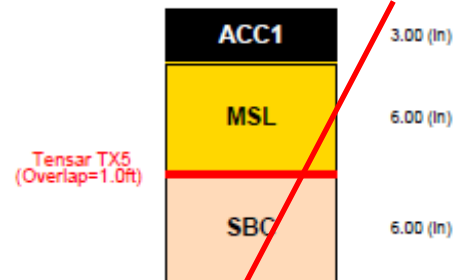 ACC1 3.00 (in)
MSL 6.00 (in)
Tensar TX5
(Overlap=1.0ft)
SBC 6.00 (in)